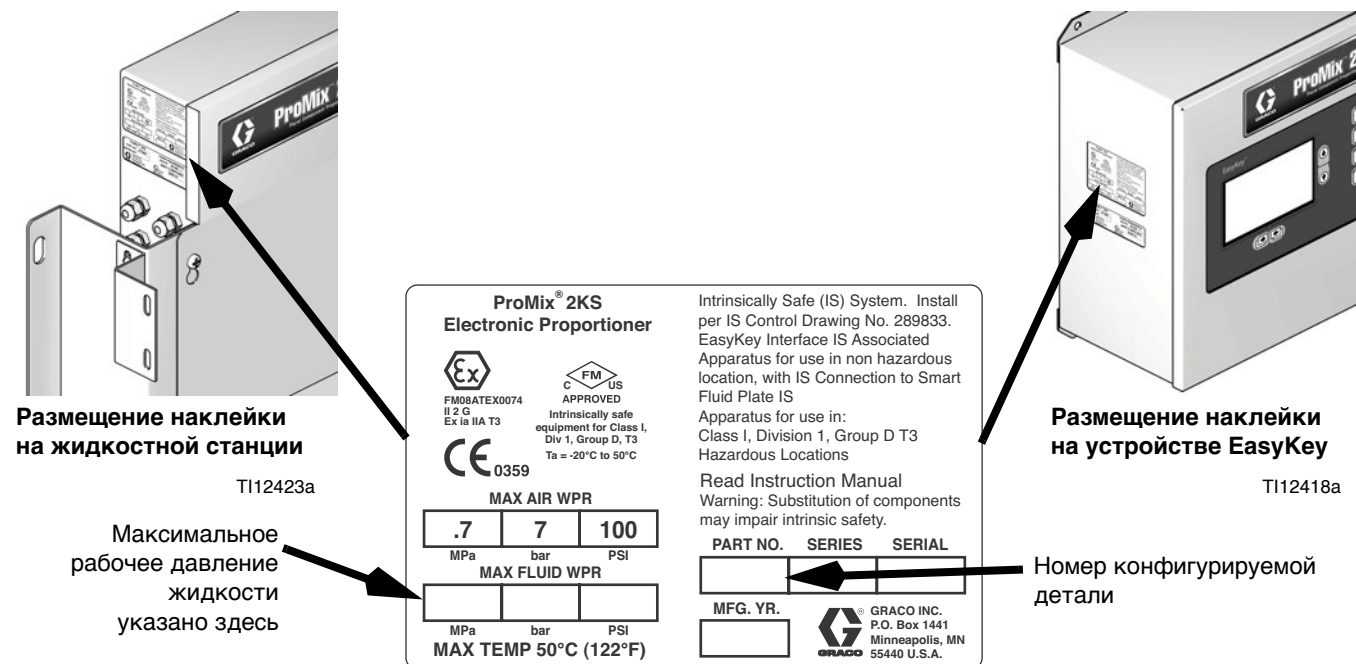 ProMix
GRACO
Размещение наклейки
на жидкостной станции
TI12423a
Максимальное
рабочее давление
жидкости
указано здесь
ProMix® 2KS
Electronic Proportioner
FM08ATEX0074
II 2 G
Ex ia IIA T3
CE 0359
C FM US
APPROVED
Intrinsically safe
equipment for Class I,
Div 1, Group D, T3
Ta = -20°C to 50°C
MAX AIR WPR
.7 7 100
MPa bar PSI
MAX FLUID WPR
MPa bar PSI
MAX TEMP 50°C (122°F)
Intrinsically Safe (IS) System. Install
per IS Control Drawing No. 289833.
EasyKey Interface IS Associated
Apparatus for use in non hazardous
location, with IS Connection to Smart
Fluid Plate IS
Apparatus for use in:
Class I, Division 1, Group D T3
Hazardous Locations
Read Instruction Manual
Warning: Substitution of components
may impair intrinsic safety.
PART NO. SERIES SERIAL
MFG. YR.
GRACO
GRACO INC.
P.O. Box 1441
Minneapolis, MN
55440 U.S.A.
ProMix 2
GRACO
EasyKey
Размещение наклейки
на устройстве EasyKey
TI12418a
Номер конфигурируемой
детали